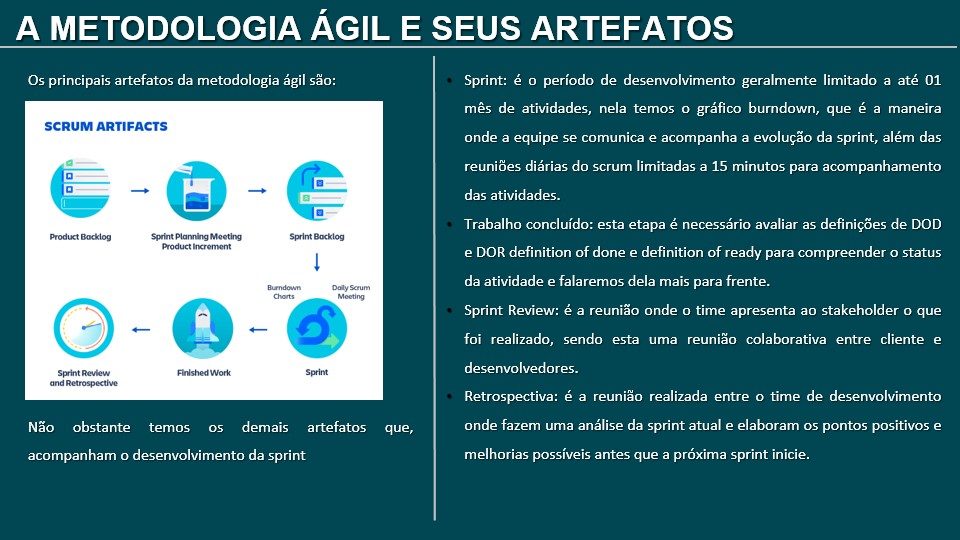 A METODOLOGIA ÁGIL E SEUS ARTEFATOS
Os principais artefatos da metodologia ágil são:
SCRUM ARTIFACTS
Product Backlog
Sprint Planning Meeting
Product Increment
Sprint Backlog
Burndown
Charts
Daily Scrum
Meeting
Sprint Review
and Retrospective
Finished Work
Sprint
Não obstante temos os demais artefatos que,
acompanham o desenvolvimento da sprint
• Sprint: é o período de desenvolvimento geralmente limitado a até 01
mês de atividades, nela temos o gráfico burndown, que é a maneira
onde a equipe se comunica e acompanha a evolução da sprint, além das
reuniões diárias do scrum limitadas a 15 minutos para acompanhamento
das atividades.
• Trabalho concluído: esta etapa é necessário avaliar as definições de DOD
e DOR definition of done e definition of ready para compreender o status
da atividade e falaremos dela mais para frente.
• Sprint Review: é a reunião onde o time apresenta ao stakeholder o que
foi realizado, sendo esta uma reunião colaborativa entre cliente e
desenvolvedores.
• Retrospectiva: é a reunião realizada entre o time de desenvolvimento
onde fazem uma análise da sprint atual e elaboram os pontos positivos e
melhorias possíveis antes que a próxima sprint inicie.